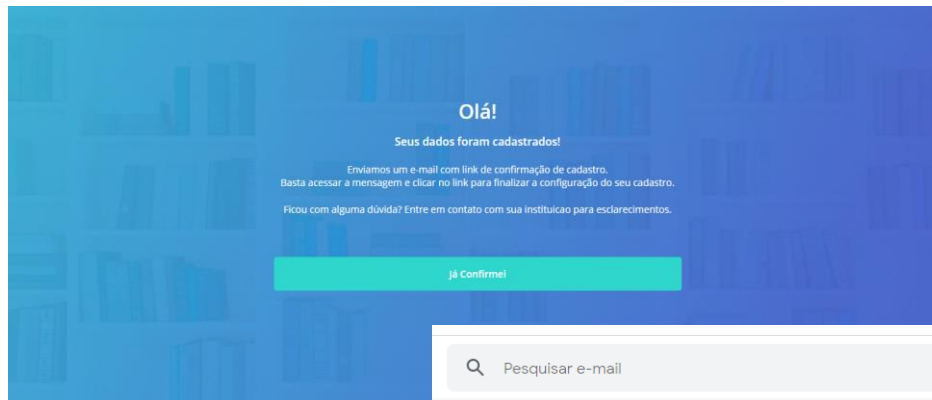 Olá!
Seus dados foram cadastrados!
Enviamos um e-mail com link de confirmação de cadastro.
Basta acessar a mensagem e clicar no link para finalizar a configuração do seu cadastro.
Ficou com alguma dúvida? Entre em contato com sua instituicao para esclarecimentos.
Já Confirmei
Pesquisar e-mail